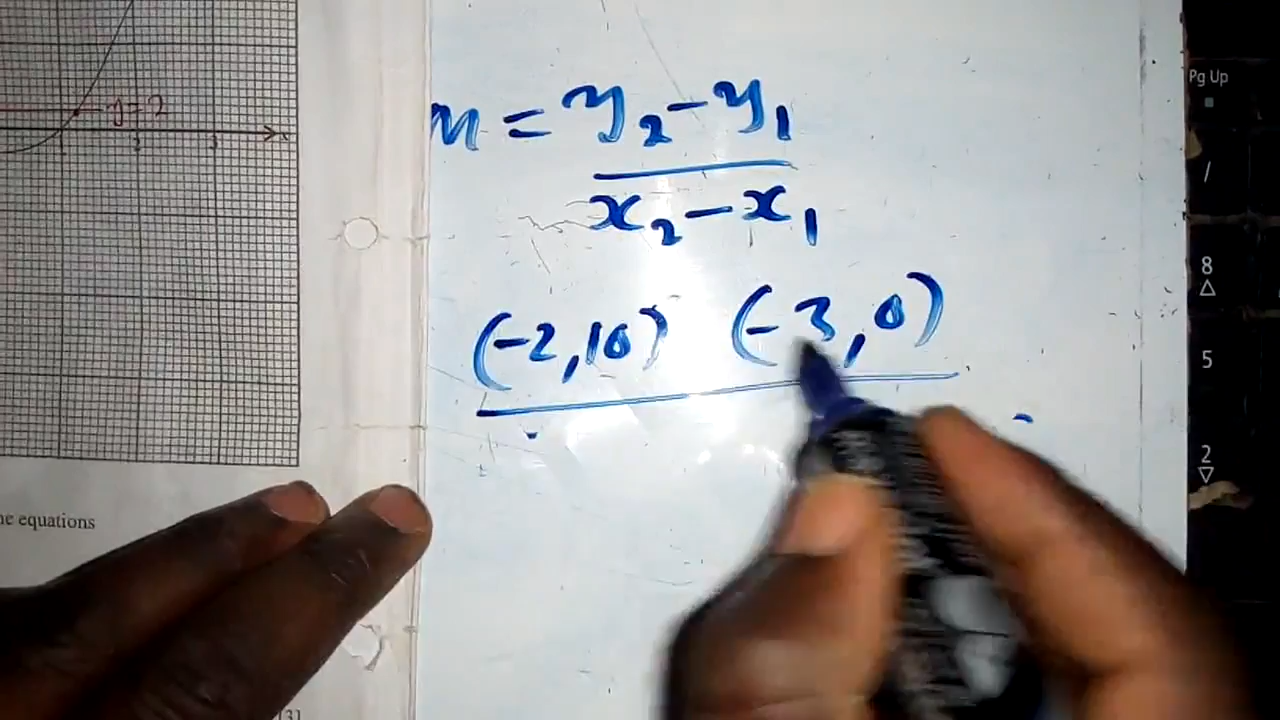 m = y₂ - y₁
x₂ - x₁
(-2, 10) (-3, 0)
y = 2
x
1 2 3
ne equations
[3]
Pg Up
/
8
5
2